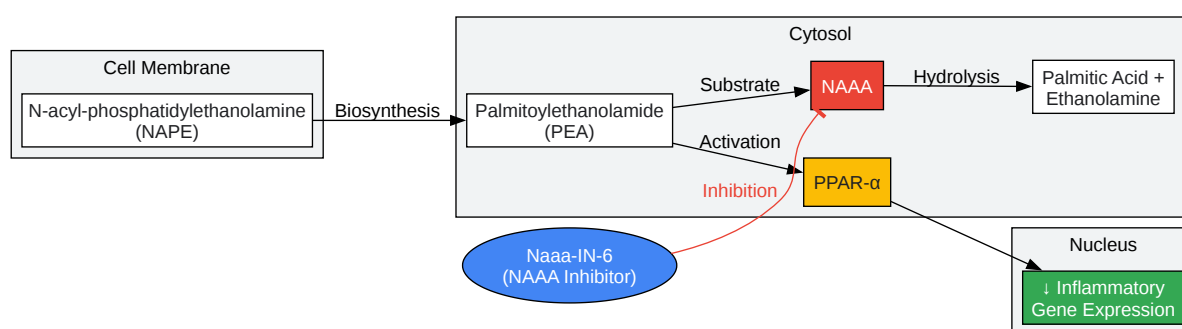 Cell Membrane
N-acyl-phosphatidylethanolamine
(NAPE)
Biosynthesis
Cytosol
Palmitoylethanolamide
(PEA)
Substrate
NAAA
Hydrolysis
Palmitic Acid +
Ethanolamine
Activation
PPAR-α
Inhibition
Naaa-IN-6
(NAAA Inhibitor)
Nucleus
↓ Inflammatory
Gene Expression